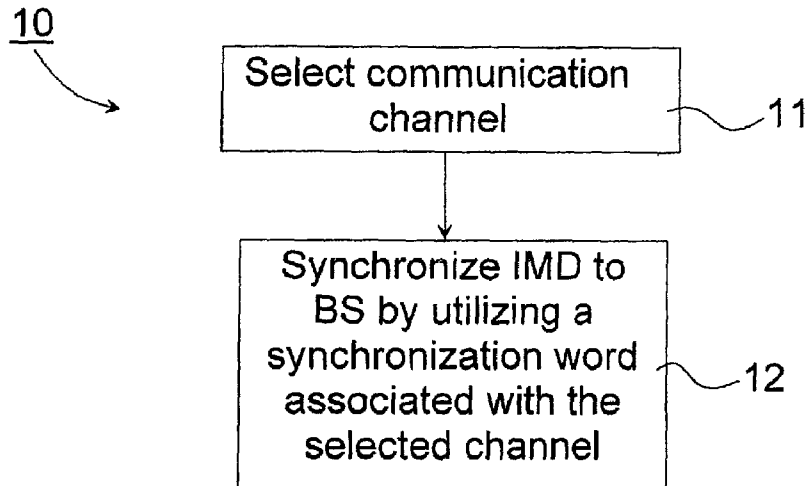 10
Select communication
channel
11
Synchronize IMD to
BS by utilizing a
synchronization word
associated with the
selected channel
12